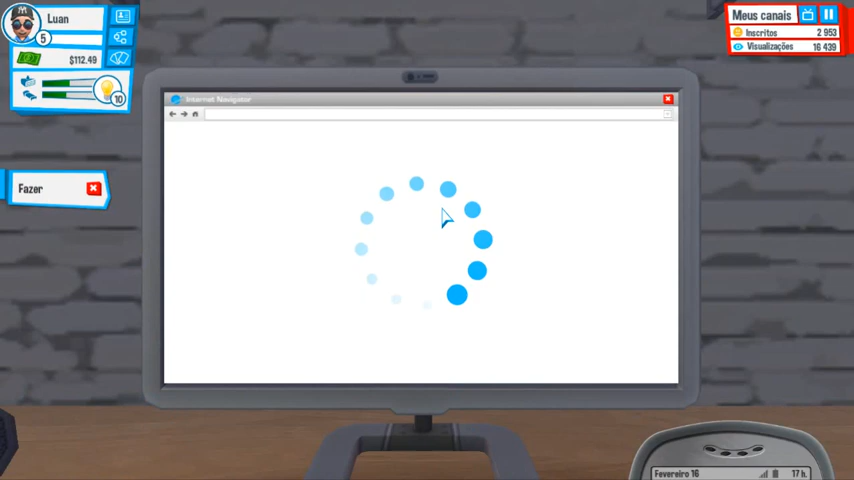 Luan
5
$112.49
10
Meus canais
Inscritos 2 953
Visualizações 16 439
Internet Navigator
Fazer
Fevereiro 16 17 h.